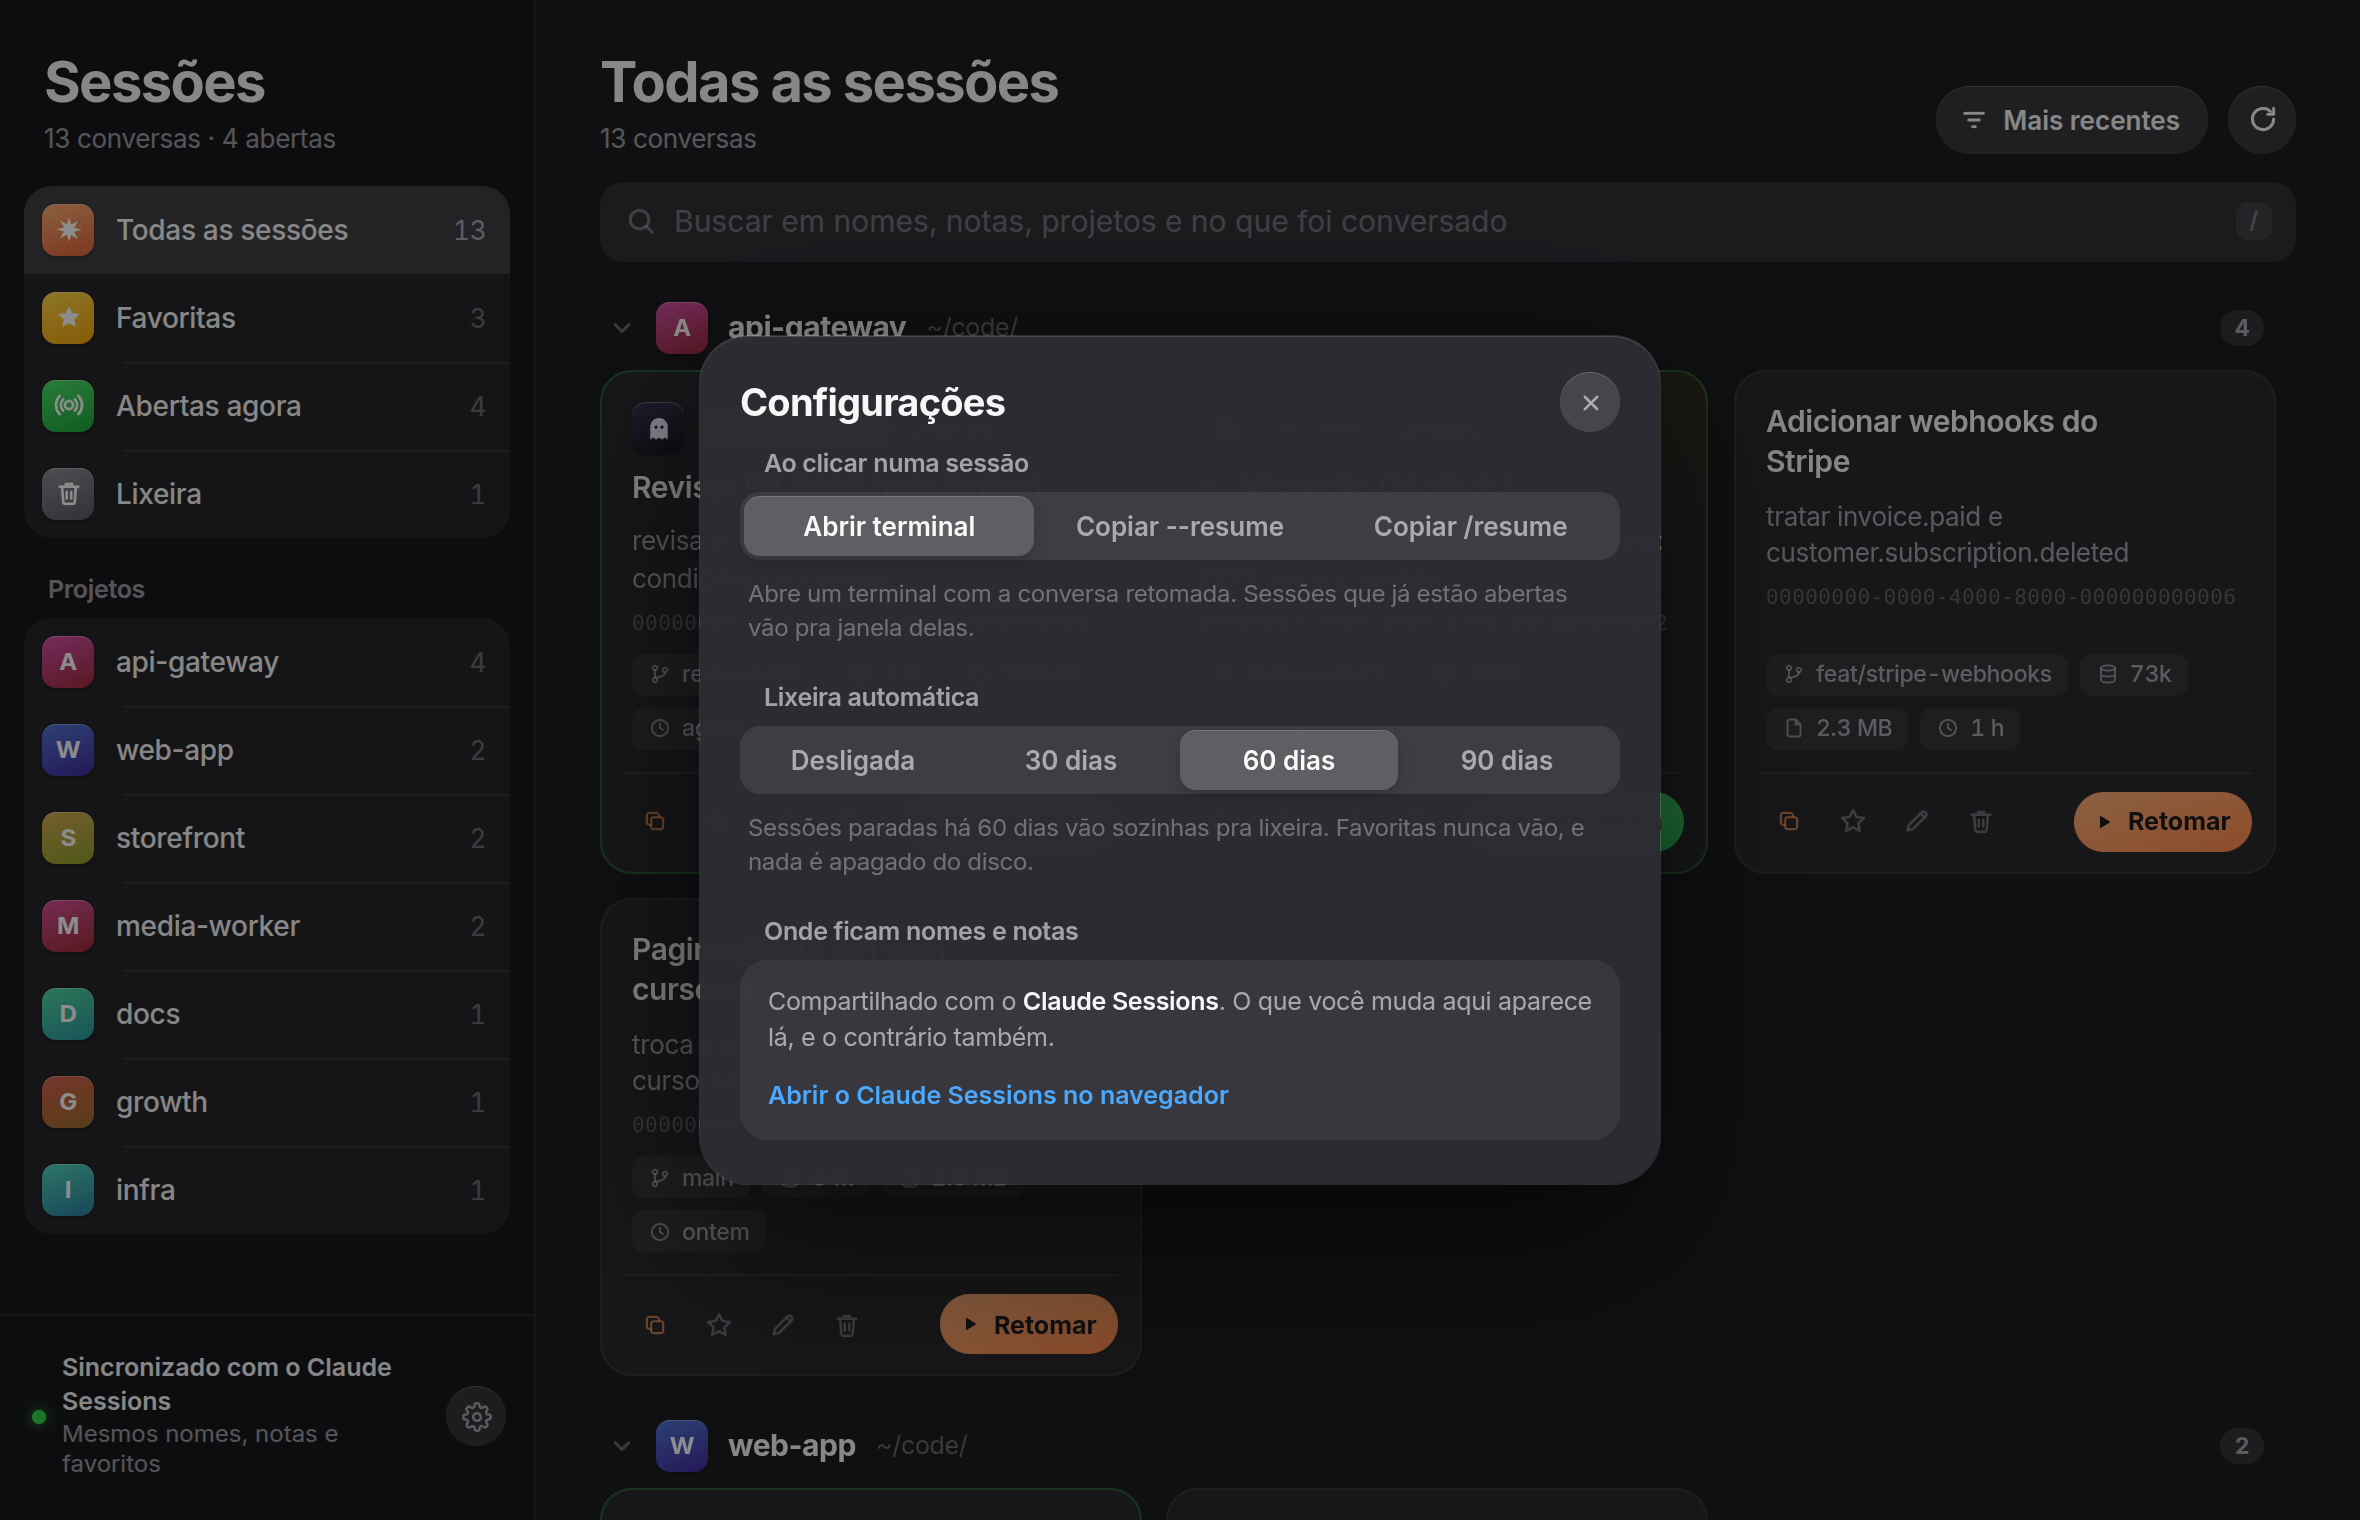 Sessões
13 conversas · 4 abertas
Todas as sessões 13
Favoritas 3
Abertas agora 4
Lixeira 1
Projetos
A api-gateway 4
W web-app 2
S storefront 2
M media-worker 2
D docs 1
G growth 1
I infra 1
Sincronizado com o Claude
Sessions
Mesmos nomes, notas e
favoritos
Todas as sessões
13 conversas
Mais recentes
Buscar em nomes, notas, projetos e no que foi conversado /
A api-gateway ~/code/ 4
Configurações
Ao clicar numa sessão
Abrir terminal Copiar --resume Copiar /resume
Abre um terminal com a conversa retomada. Sessões que já estão abertas
vão pra janela delas.
Lixeira automática
Desligada 30 dias 60 dias 90 dias
Sessões paradas há 60 dias vão sozinhas pra lixeira. Favoritas nunca vão, e
nada é apagado do disco.
Onde ficam nomes e notas
Compartilhado com o Claude Sessions. O que você muda aqui aparece
lá, e o contrário também.
Abrir o Claude Sessions no navegador
Adicionar webhooks do
Stripe
tratar invoice.paid e
customer.subscription.deleted
00000000-0000-4000-8000-000000000006
feat/stripe-webhooks 73k
2.3 MB 1 h
Retomar
troca
main
ontem
Retomar
W web-app ~/code/ 2